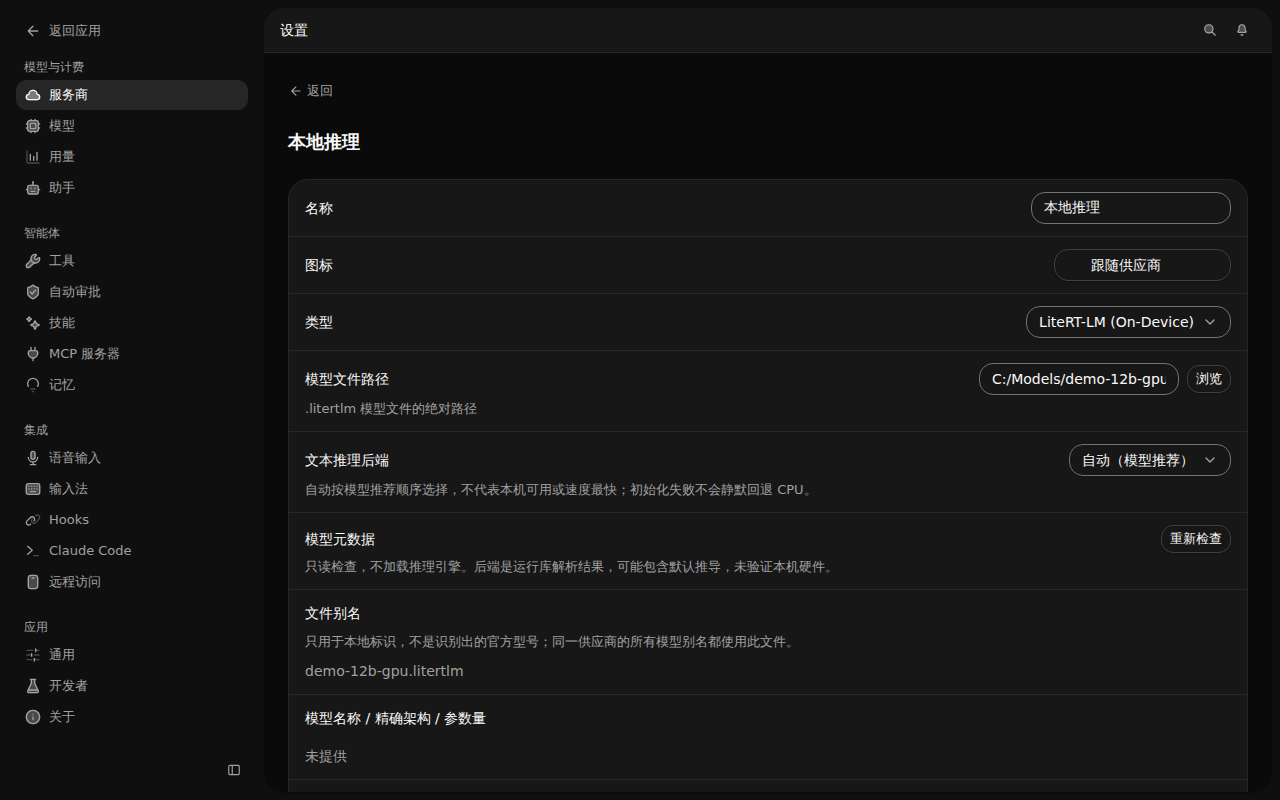 返回应用
模型与计费
服务商
模型
用量
助手
智能体
工具
自动审批
技能
MCP 服务器
记忆
集成
语音输入
输入法
Hooks
Claude Code
远程访问
应用
通用
开发者
关于
设置
返回
本地推理
名称
本地推理
图标
跟随供应商
类型
LiteRT-LM (On-Device)
模型文件路径
C:/Models/demo-12b-gpu
浏览
.litertlm 模型文件的绝对路径
文本推理后端
自动（模型推荐）
自动按模型推荐顺序选择，不代表本机可用或速度最快；初始化失败不会静默回退 CPU。
模型元数据
重新检查
只读检查，不加载推理引擎。后端是运行库解析结果，可能包含默认推导，未验证本机硬件。
文件别名
只用于本地标识，不是识别出的官方型号；同一供应商的所有模型别名都使用此文件。
demo-12b-gpu.litertlm
模型名称 / 精确架构 / 参数量
未提供